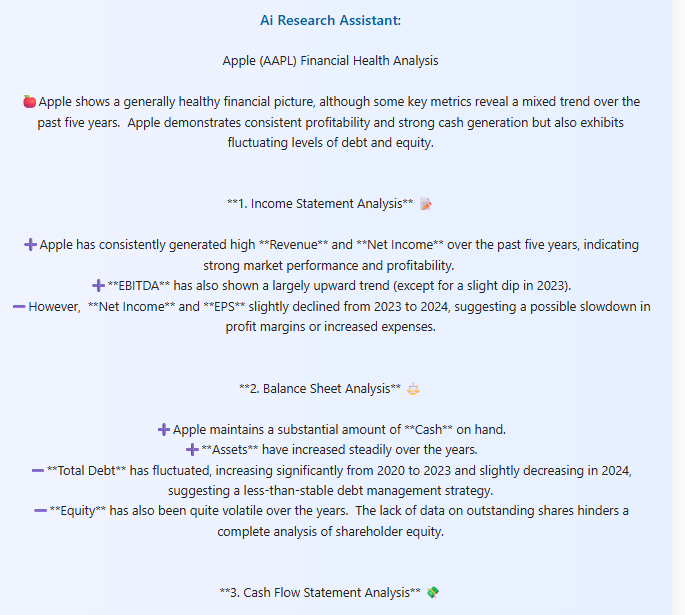 Ai Research Assistant:
Apple (AAPL) Financial Health Analysis
🍎Apple shows a generally healthy financial picture, although some key metrics reveal a mixed trend over the
past five years. Apple demonstrates consistent profitability and strong cash generation but also exhibits
fluctuating levels of debt and equity.
**1. Income Statement Analysis** 📝
➕Apple has consistently generated high **Revenue** and **Net Income** over the past five years, indicating
strong market performance and profitability.
➕**EBITDA** has also shown a largely upward trend (except for a slight dip in 2023).
➖However, **Net Income** and **EPS** slightly declined from 2023 to 2024, suggesting a possible slowdown in
profit margins or increased expenses.
**2. Balance Sheet Analysis** ⚖️
➕Apple maintains a substantial amount of **Cash** on hand.
➕**Assets** have increased steadily over the years.
➖**Total Debt** has fluctuated, increasing significantly from 2020 to 2023 and slightly decreasing in 2024,
suggesting a less-than-stable debt management strategy.
➖**Equity** has also been quite volatile over the years. The lack of data on outstanding shares hinders a
complete analysis of shareholder equity.
**3. Cash Flow Statement Analysis** 💸